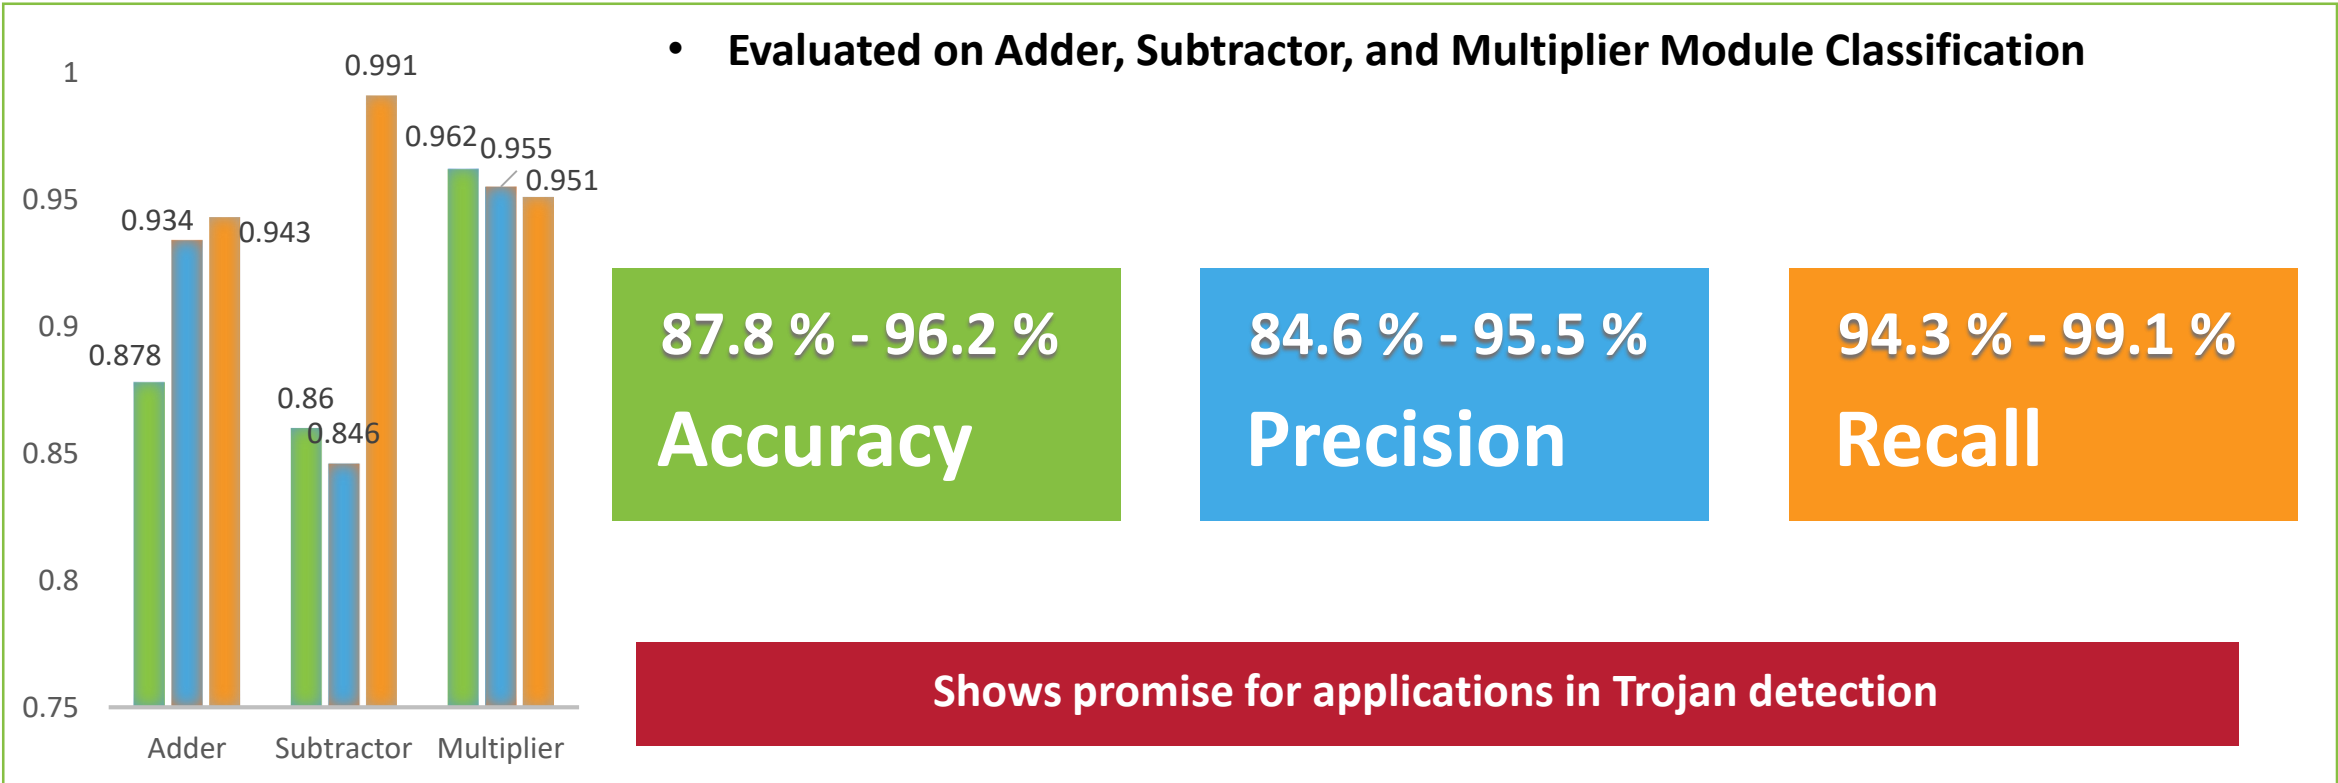 • Evaluated on Adder, Subtractor, and Multiplier Module Classification
1
0.95
0.9
0.85
0.8
0.75
0.878
0.934
0.943
0.86
0.846
0.991
0.962
0.955
0.951
Adder Subtractor Multiplier
87.8 % - 96.2 %
Accuracy
84.6 % - 95.5 %
Precision
94.3 % - 99.1 %
Recall
Shows promise for applications in Trojan detection